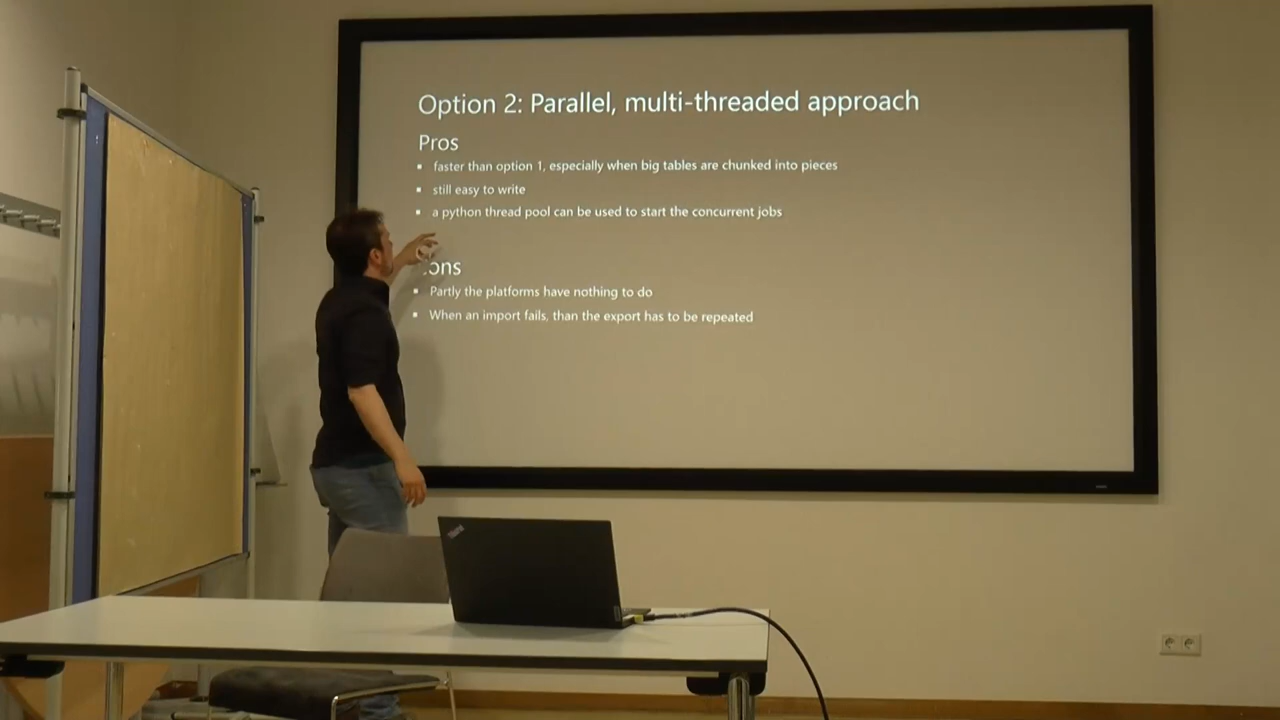 Option 2: Parallel, multi-threaded approach
Pros
▪ faster than option 1, especially when big tables are chunked into pieces
▪ still easy to write
▪ a python thread pool can be used to start the concurrent jobs
ons
▪ Partly the platforms have nothing to do
▪ When an import fails, than the export has to be repeated
ThinkPad